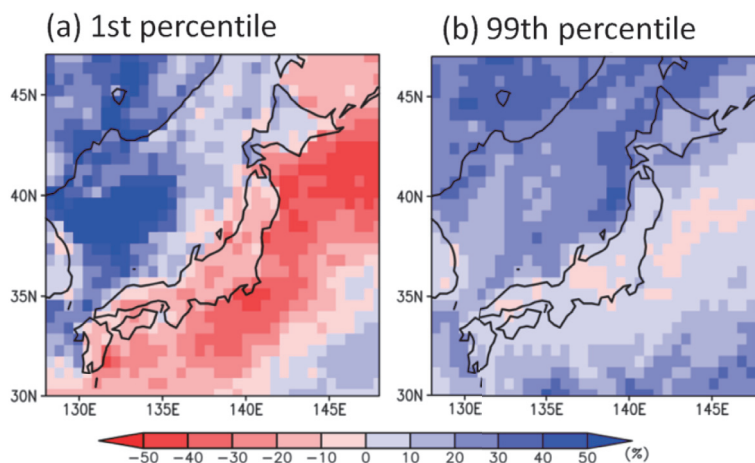 (a) 1st percentile
(b) 99th percentile
45N
40N
35N
30N
130E 135E 140E 145E
45N
40N
35N
30N
130E 135E 140E 145E
-50 -40 -30 -20 -10 0 10 20 30 40 50 (%)